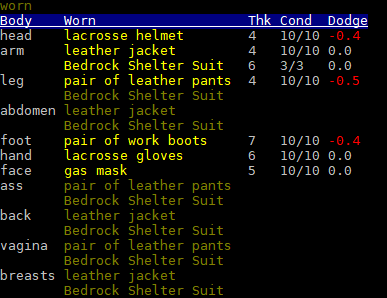 worn
Body Worn Thk Cond Dodge
head lacrosse helmet 4 10/10 -0.4
arm leather jacket 4 10/10 0.0
Bedrock Shelter Suit 6 3/3 0.0
leg pair of leather pants 4 10/10 -0.5
Bedrock Shelter Suit
abdomen leather jacket
Bedrock Shelter Suit
foot pair of work boots 7 10/10 -0.4
hand lacrosse gloves 6 10/10 0.0
face gas mask 5 10/10 0.0
ass pair of leather pants
Bedrock Shelter Suit
back leather jacket
Bedrock Shelter Suit
vagina pair of leather pants
Bedrock Shelter Suit
breasts leather jacket
Bedrock Shelter Suit